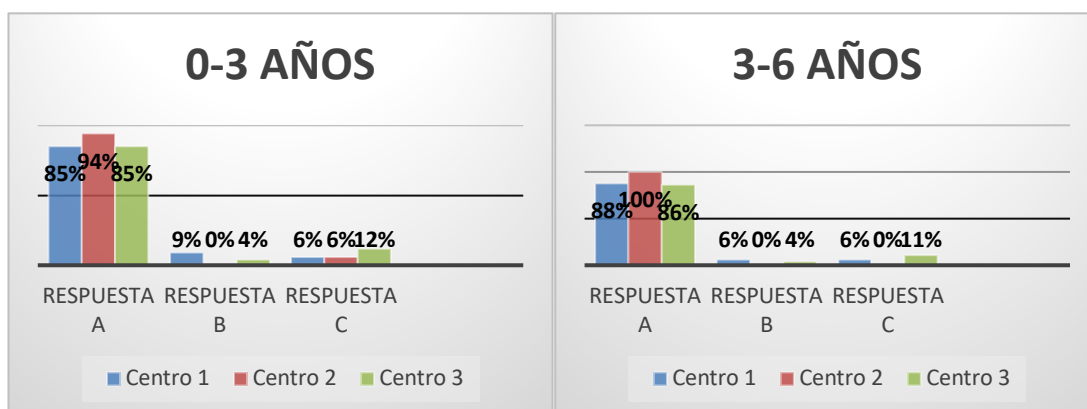 0-3 AÑOS
85% 94% 85%
9% 0% 4%
6% 6% 12%
RESPUESTA A
RESPUESTA B
RESPUESTA C
Centro 1 Centro 2 Centro 3
3-6 AÑOS
88% 100% 86%
6% 0% 4%
6% 0% 11%
RESPUESTA A
RESPUESTA B
RESPUESTA C
Centro 1 Centro 2 Centro 3